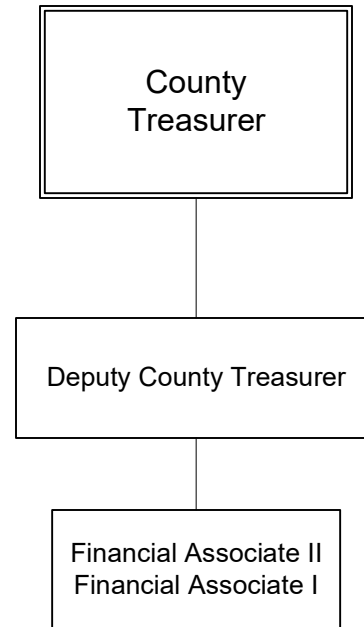 County
Treasurer
Deputy County Treasurer
Financial Associate II
Financial Associate I